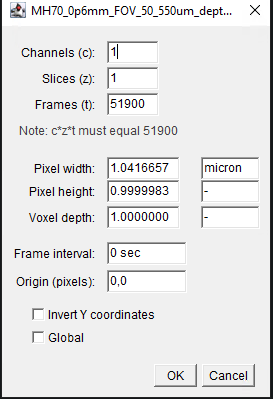 MH70_0p6mm_FOV_50_550um_dept...
Channels (c): 1
Slices (z): 1
Frames (t): 51900
Note: c*z*t must equal 51900
Pixel width: 1.0416657 micron
Pixel height: 0.9999983 -
Voxel depth: 1.0000000 -
Frame interval: 0 sec
Origin (pixels): 0,0
Invert Y coordinates
Global
OK Cancel